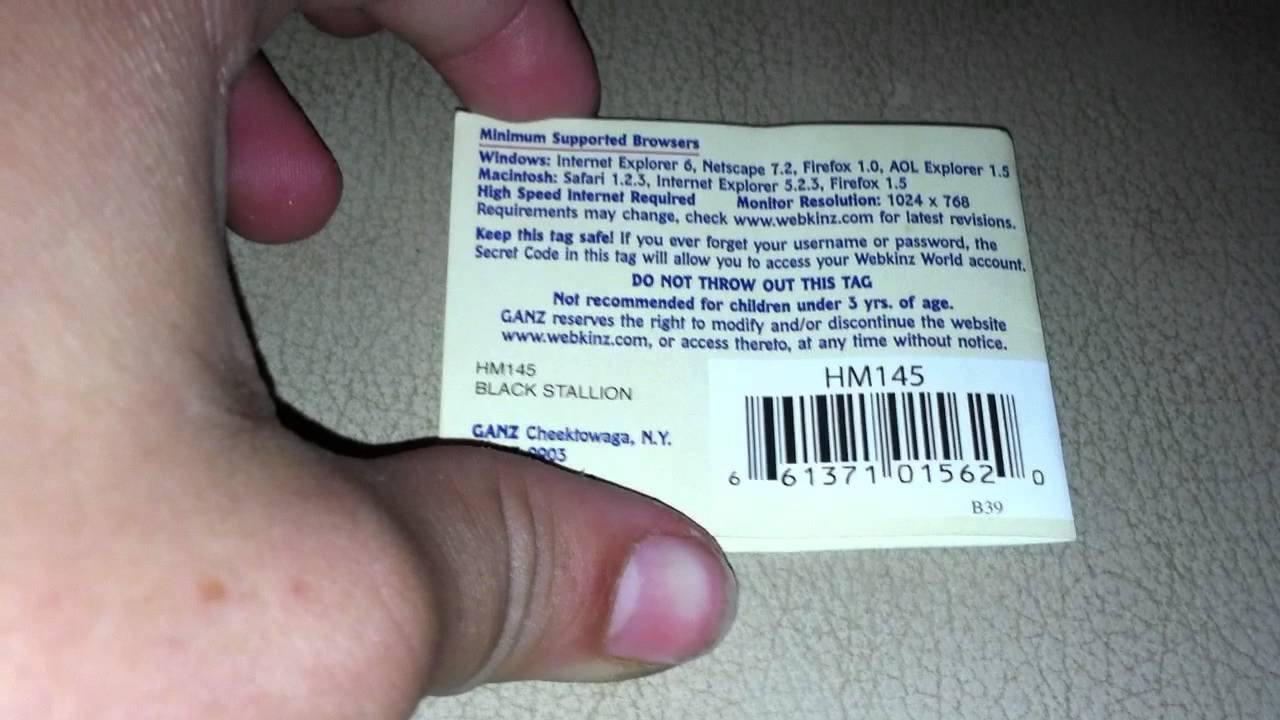 Minimum Supported Browsers
Windows: Internet Explorer 6, Netscape 7.2, Firefox 1.0, AOL Explorer 1.5
Macintosh: Safari 1.2.3, Internet Explorer 5.2.3, Firefox 1.5
High Speed Internet Required Monitor Resolution: 1024 x 768
Requirements may change, check www.webkinz.com for latest revisions.
Keep this tag safe! If you ever forget your username or password, the
Secret Code in this tag will allow you to access your Webkinz World account.
DO NOT THROW OUT THIS TAG
Not recommended for children under 3 yrs. of age.
GANZ reserves the right to modify and/or discontinue the website
www.webkinz.com, or access thereto, at any time without notice.
HM145
BLACK STALLION
GANZ Cheektowaga, N.Y.
0903
HM145
6 61371 01562 0
B39